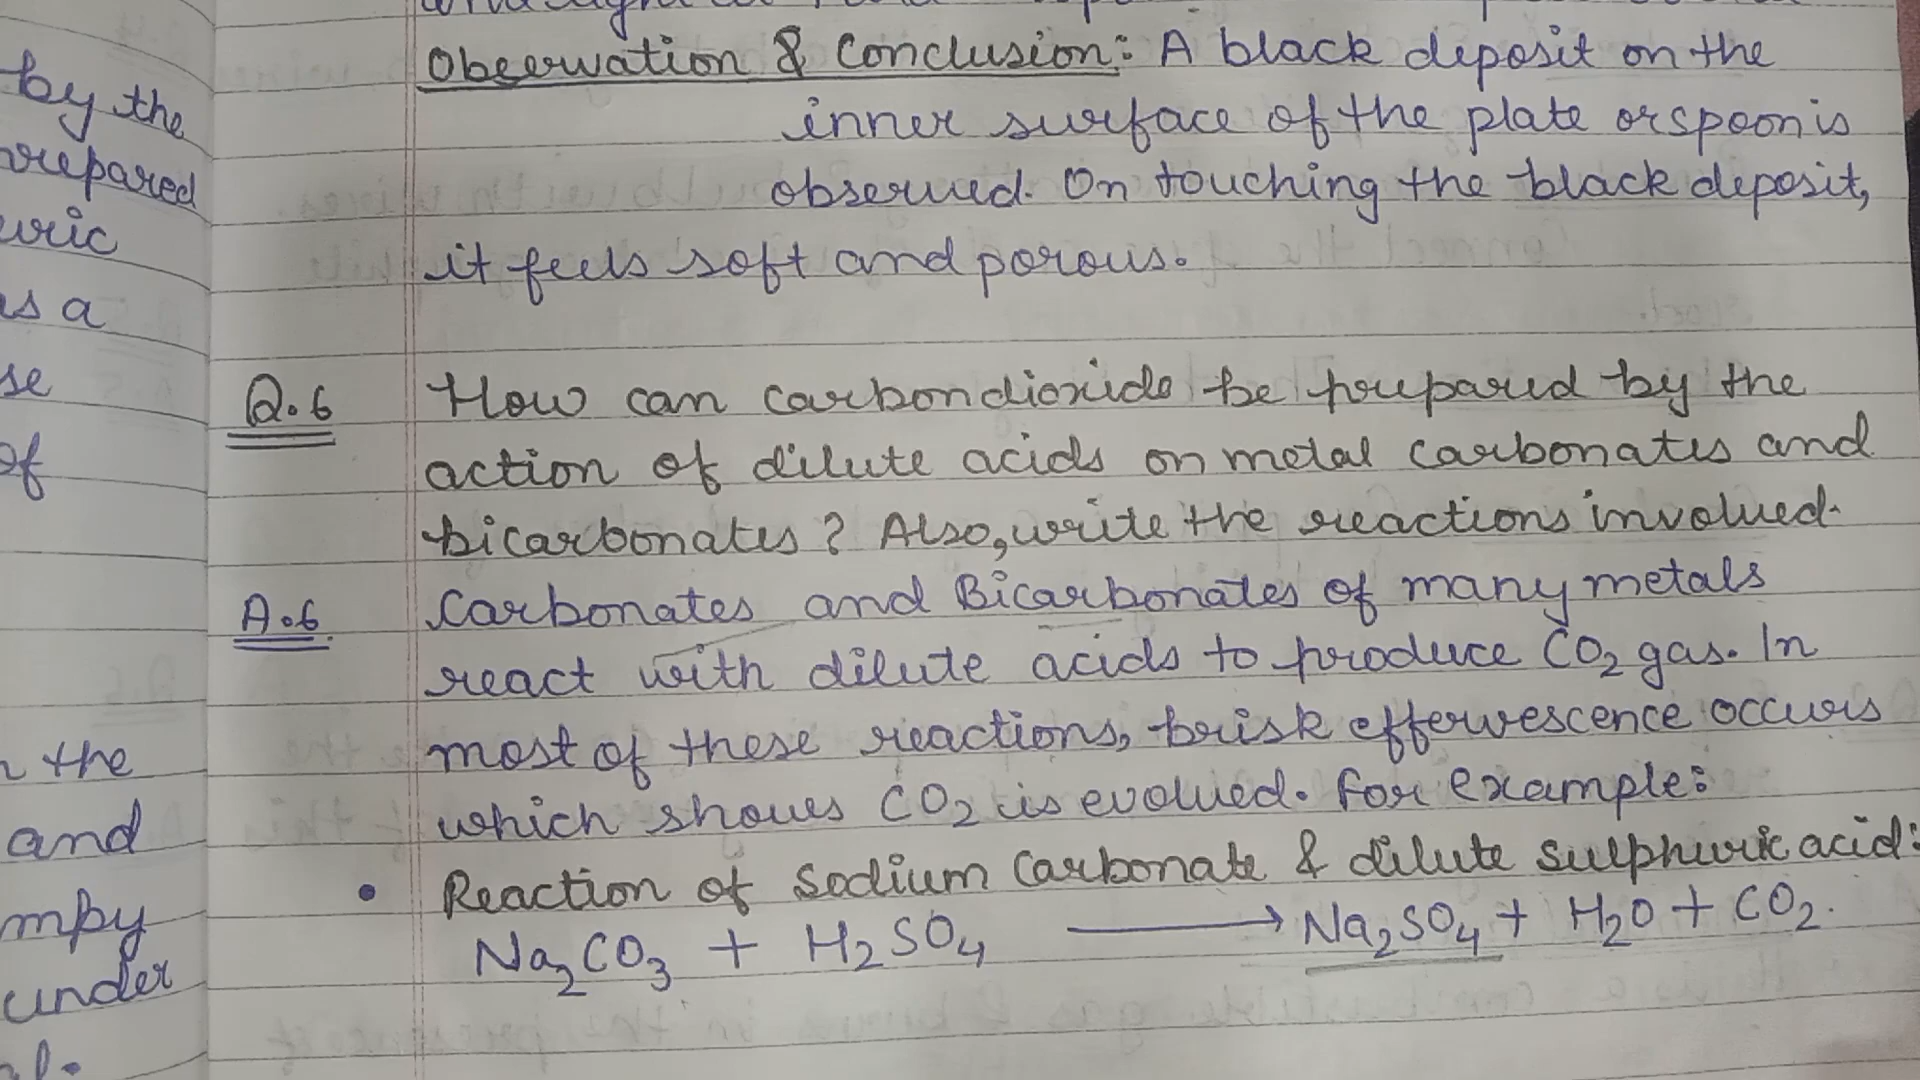 by the
prepared
uric
is a
se
of
the
and
mpy
under
Observation & Conclusion: A black deposit on the
inner surface of the plate or spoon is
observed. On touching the black deposit,
it feels soft and porous.
Q.6 How can carbondioxide be prepared by the
action of dilute acids on metal carbonates and
bicarbonates? Also, write the reactions involved.
A.6 Carbonates and Bicarbonates of many metals
react with dilute acids to produce CO₂ gas. In
most of these reactions, brisk effervescence occurs
which shows CO₂ is evolved. For example:
• Reaction of Sodium Carbonate & dilute sulphuric acid:
Na₂CO₃ + H₂SO₄ → Na₂SO₄ + H₂O + CO₂.